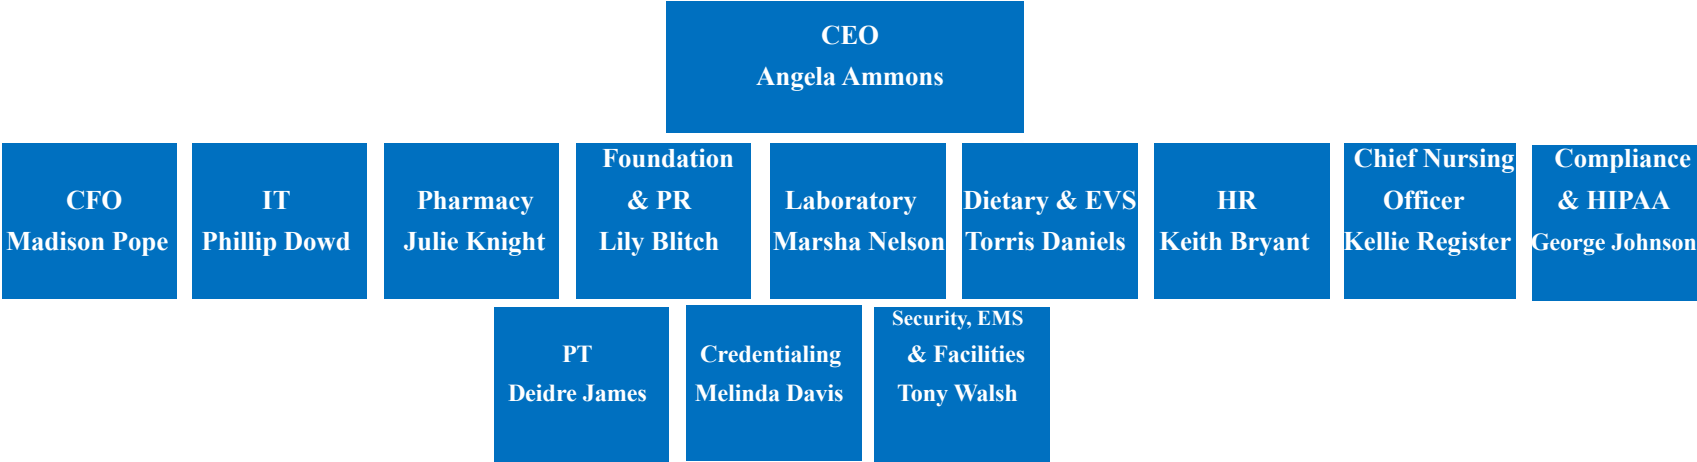 CEO
Angela Ammons
CFO
Madison Pope
IT
Phillip Dowd
Pharmacy
Julie Knight
Foundation
& PR
Lily Blitch
Laboratory
Marsha Nelson
Dietary & EVS
Torris Daniels
HR
Keith Bryant
Chief Nursing
Officer
Kellie Register
Compliance
& HIPAA
George Johnson
PT
Deidre James
Credentialing
Melinda Davis
Security, EMS
& Facilities
Tony Walsh